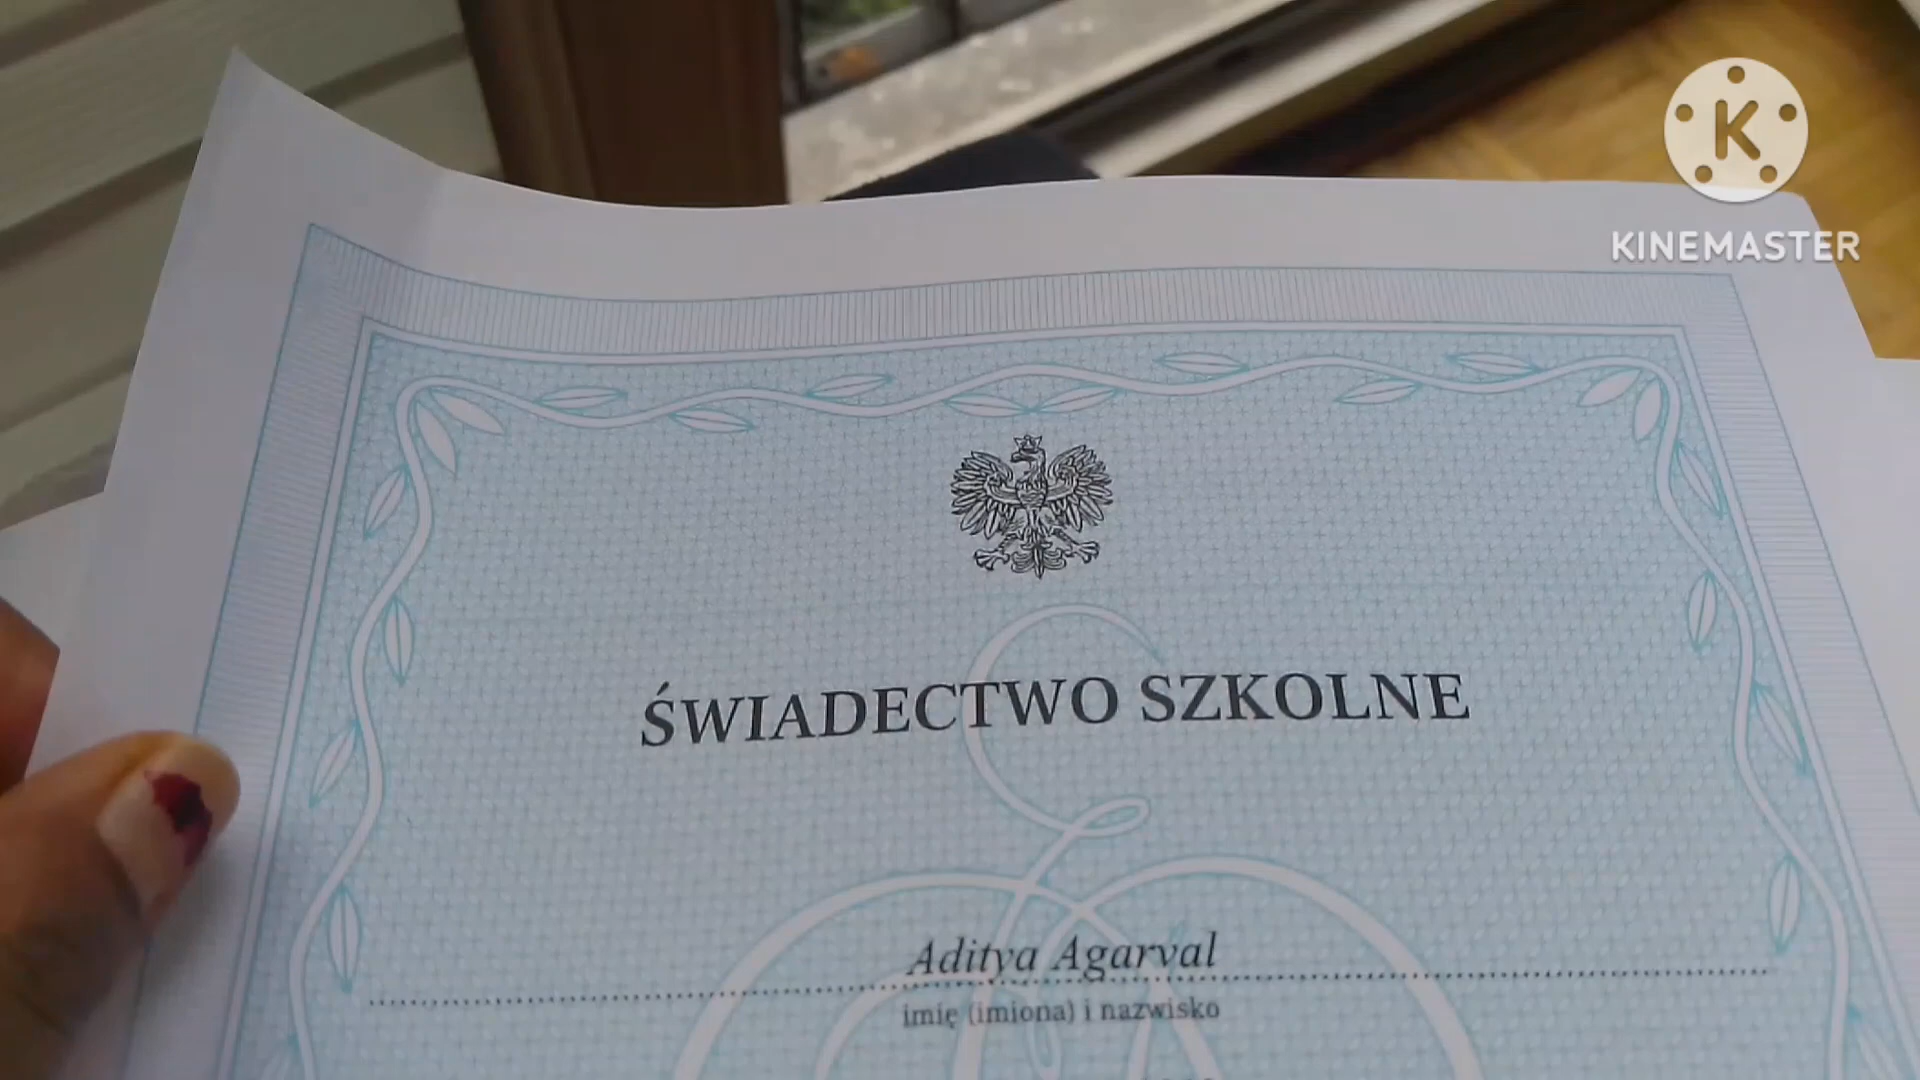 K
KINEMASTER
ŚWIADECTWO SZKOLNE
Aditya Agarval
imię (imiona) i nazwisko